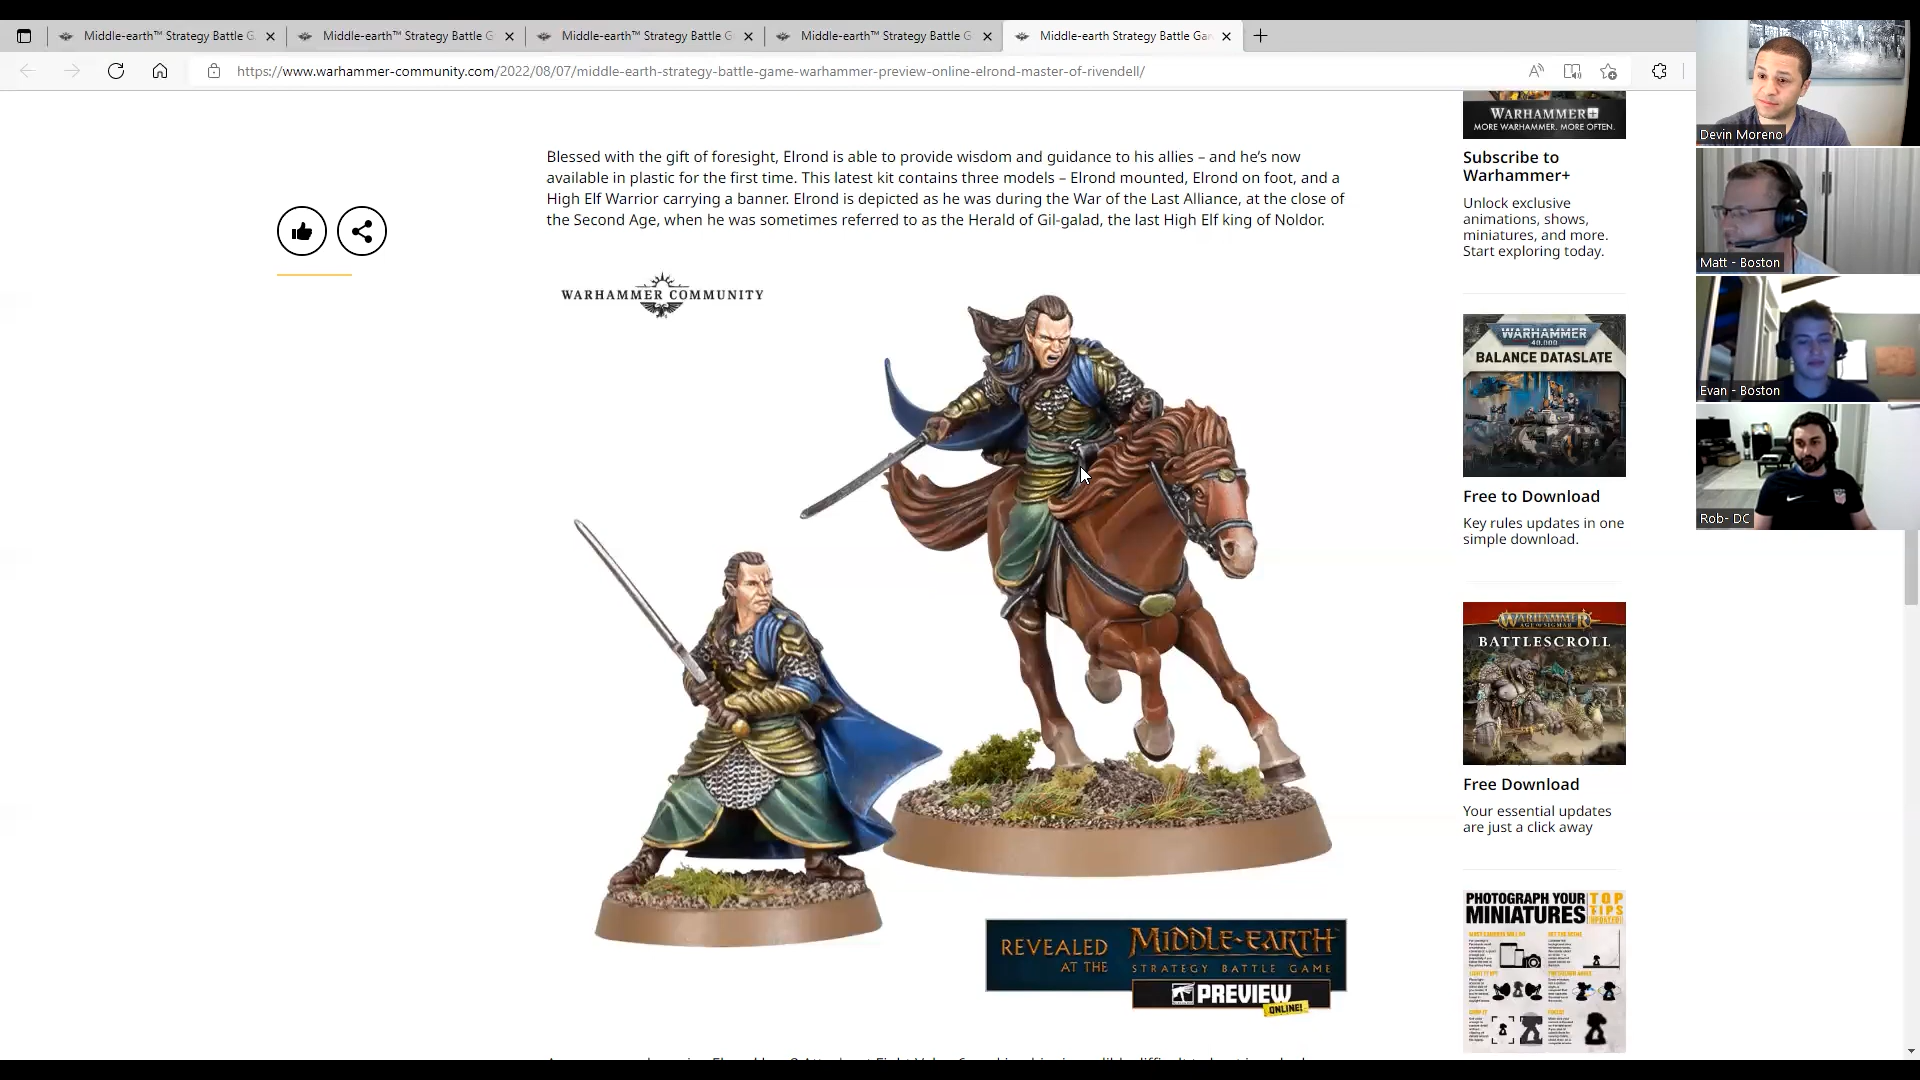 Middle-earth™ Strategy Battle G
Middle-earth™ Strategy Battle G
Middle-earth™ Strategy Battle G
Middle-earth™ Strategy Battle G
Middle-earth Strategy Battle Gan
https://www.warhammer-community.com/2022/08/07/middle-earth-strategy-battle-game-warhammer-preview-online-elrond-master-of-rivendell/
Blessed with the gift of foresight, Elrond is able to provide wisdom and guidance to his allies – and he's now
available in plastic for the first time. This latest kit contains three models – Elrond mounted, Elrond on foot, and a
High Elf Warrior carrying a banner. Elrond is depicted as he was during the War of the Last Alliance, at the close of
the Second Age, when he was sometimes referred to as the Herald of Gil-galad, the last High Elf king of Noldor.
WARHAMMER COMMUNITY
REVEALED
AT THE
MIDDLE-EARTH
STRATEGY BATTLE GAME
PREVIEW
ONLINE!
WARHAMMER+
MORE WARHAMMER. MORE OFTEN.
Subscribe to
Warhammer+
Unlock exclusive
animations, shows,
miniatures, and more.
Start exploring today.
WARHAMMER
40,000
BALANCE DATASLATE
Free to Download
Key rules updates in one
simple download.
WARHAMMER
AGE OF SIGMAR
BATTLESCROLL
Free Download
Your essential updates
are just a click away
PHOTOGRAPH YOUR
MINIATURES
TOP
TIPS
Devin Moreno
Matt - Boston
Evan - Boston
Rob- DC